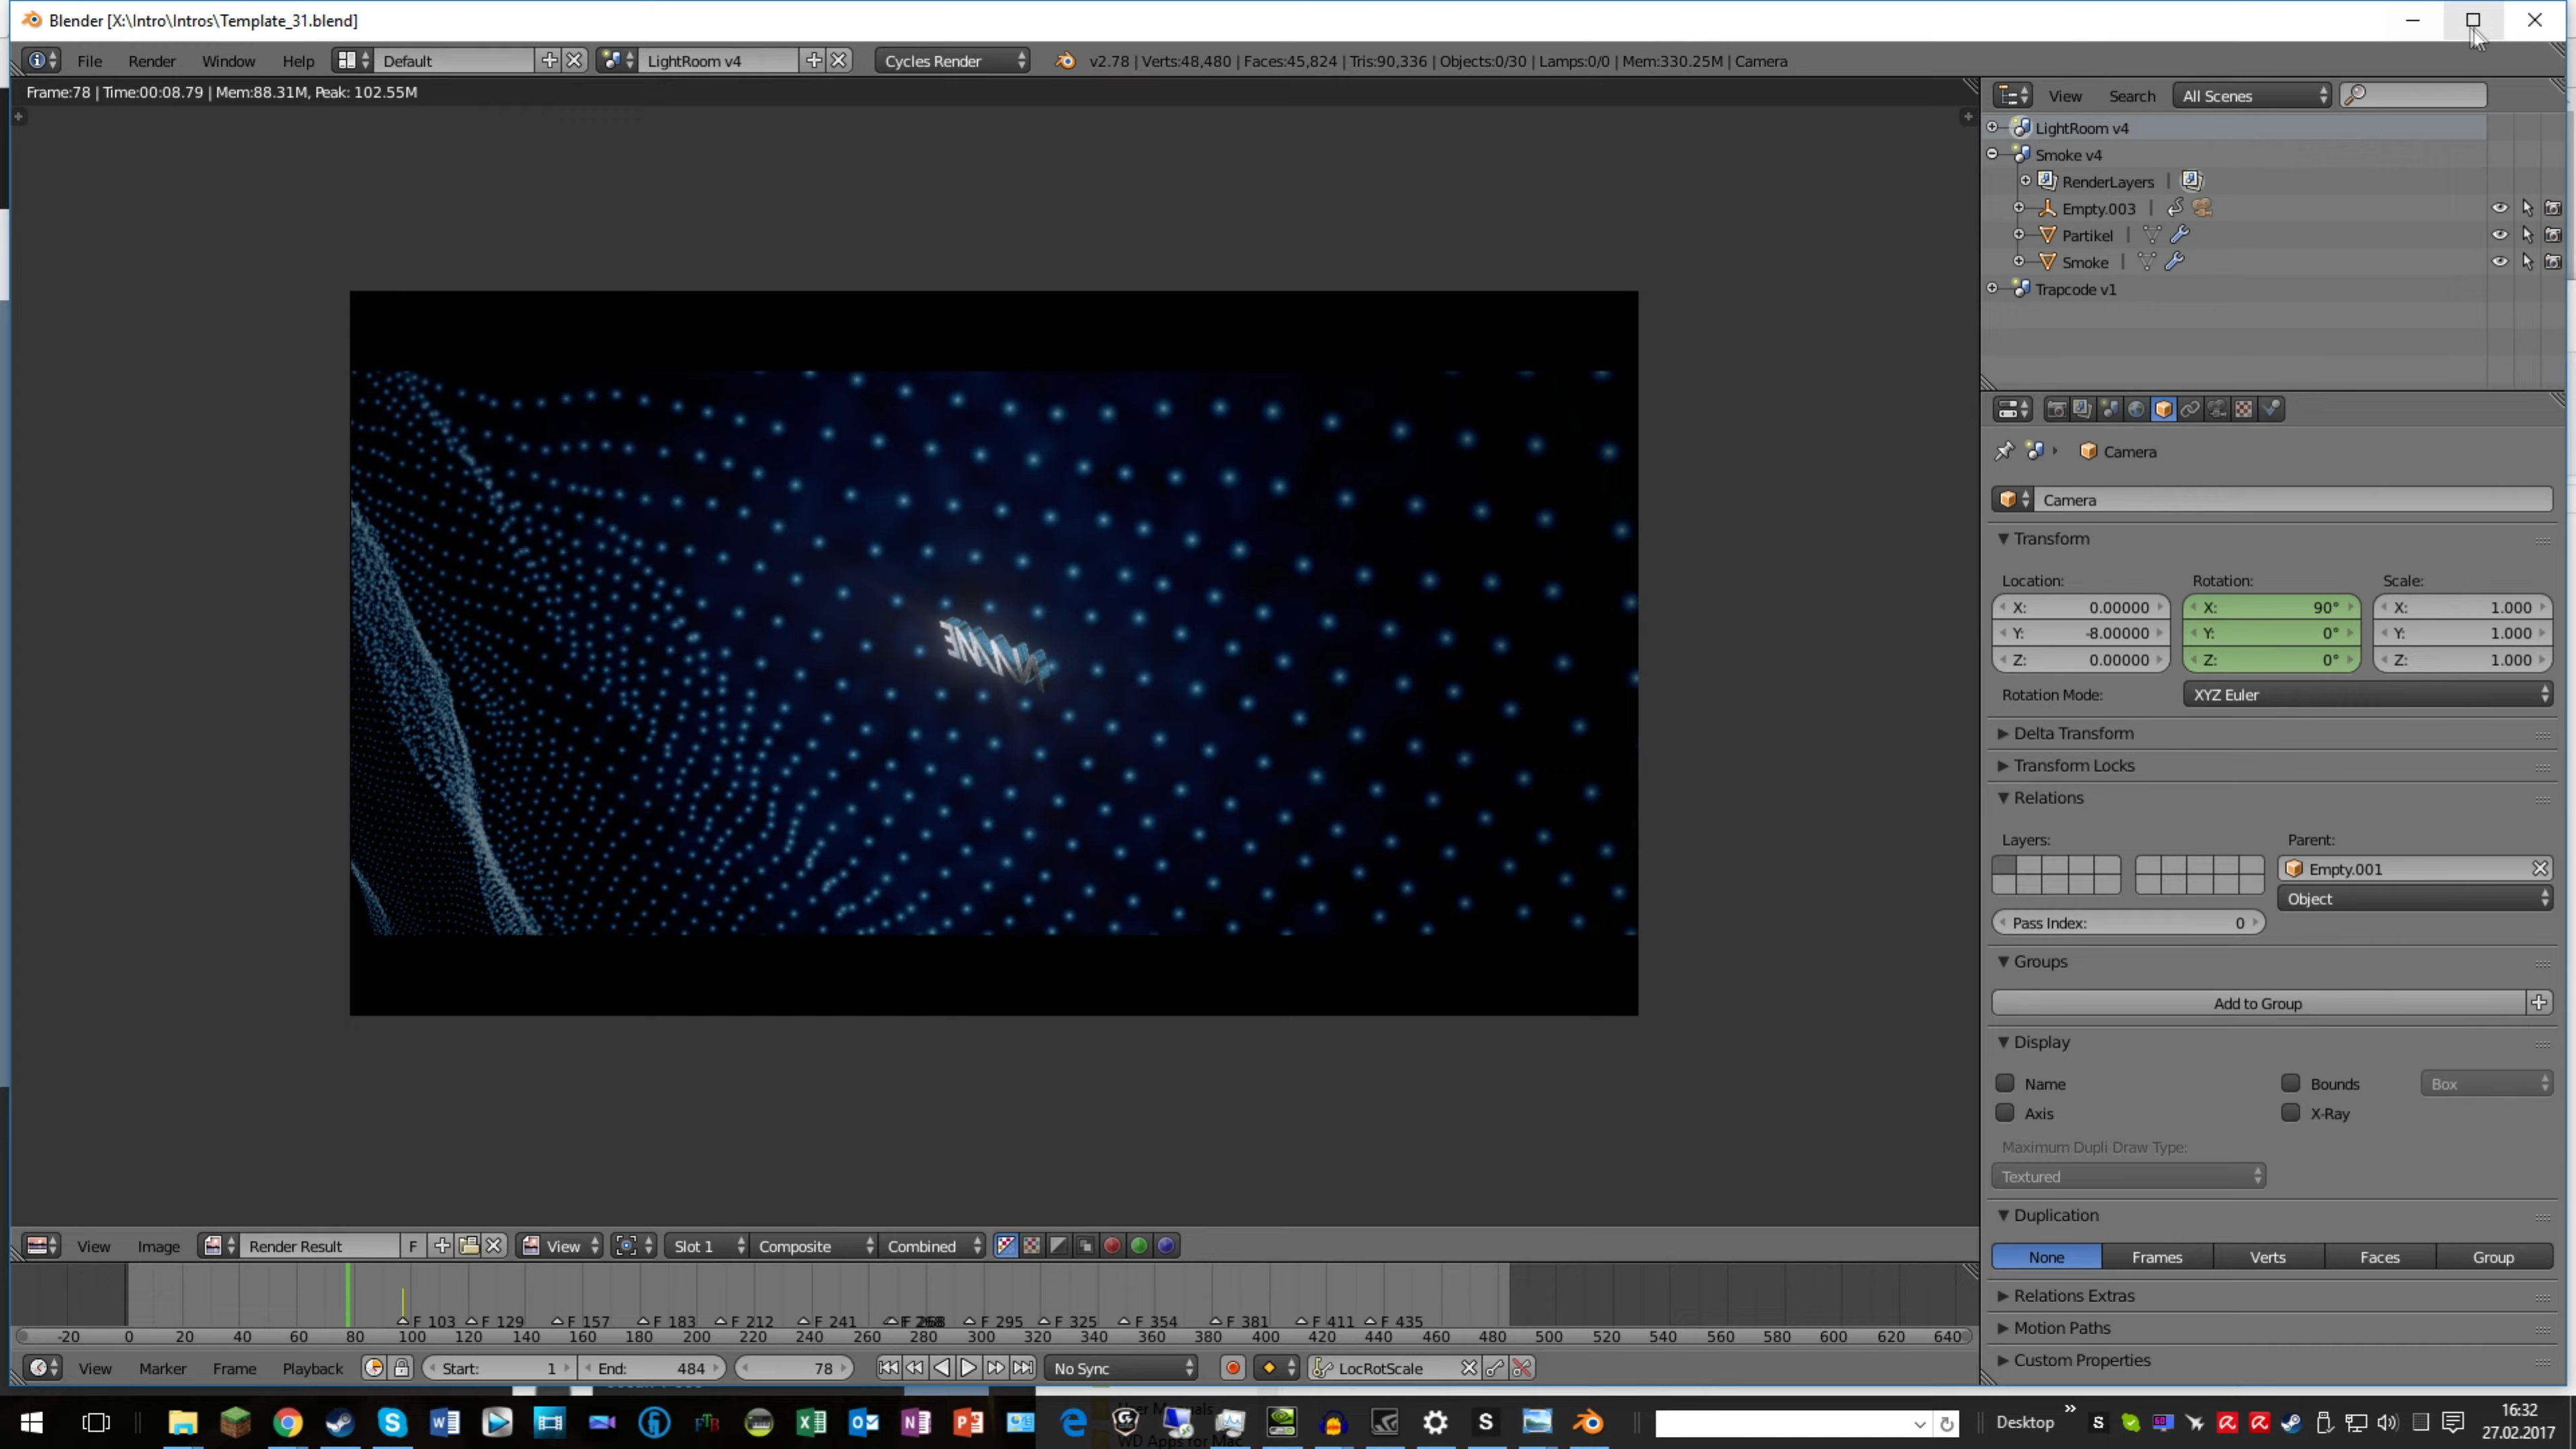 Blender [X:\Intro\Intros\Template_31.blend]
File Render Window Help Default LightRoom v4 Cycles Render v2.78 | Verts:48,480 | Faces:45,824 | Tris:90,336 | Objects:0/30 | Lamps:0/0 | Mem:330.25M | Camera
Frame:78 | Time:00:08.79 | Mem:88.31M, Peak: 102.55M
View Search All Scenes
LightRoom v4
Smoke v4
RenderLayers
Empty.003
Partikel
Smoke
Trapcode v1
Camera
Camera
Transform
Location: Rotation: Scale:
X: 0.00000 X: 90° X: 1.000
Y: -8.00000 Y: 0° Y: 1.000
Z: 0.00000 Z: 0° Z: 1.000
Rotation Mode: XYZ Euler
Delta Transform
Transform Locks
Relations
Layers: Parent:
Empty.001
Object
Pass Index: 0
Groups
Add to Group
Display
Name Bounds Box
Axis X-Ray
Maximum Dupli Draw Type:
Textured
Duplication
None Frames Verts Faces Group
Relations Extras
Motion Paths
Custom Properties
NAME
View Image Render Result F View Slot 1 Composite Combined
F 103 F 129 F 157 F 183 F 212 F 241 F 268 F 295 F 325 F 354 F 381 F 411 F 435
-20 0 20 40 60 80 100 120 140 160 180 200 220 240 260 280 300 320 340 360 380 400 420 440 460 480 500 520 540 560 580 600 620 640
View Marker Frame Playback Start: 1 End: 484 78 No Sync LocRotScale
User Manuals
WD Apps for Mac
FTB
Desktop
16:32
27.02.2017